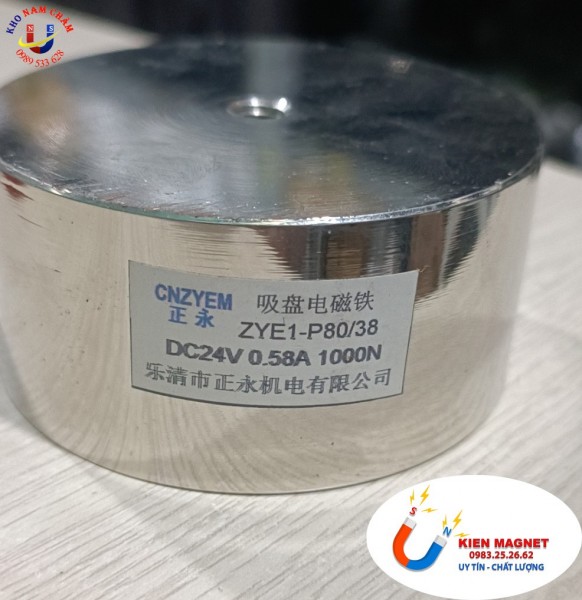 KHO NAM CHÂM
N S
0989 533 628
CNZYEM
正永
吸盘电磁铁
ZYE1-P80/38
DC24V 0.58A 1000N
乐清市正永机电有限公司
S
N
KIEN MAGNET
0983.25.26.62
UY TÍN - CHẤT LƯỢNG